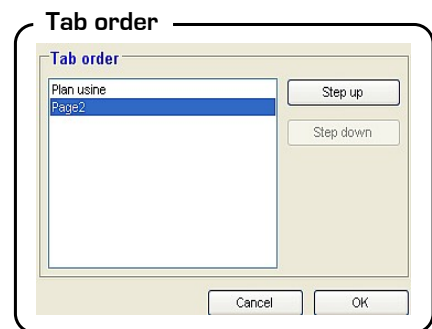 Tab order
Tab order
Plan usine
Page2
Step up
Step down
Cancel
OK